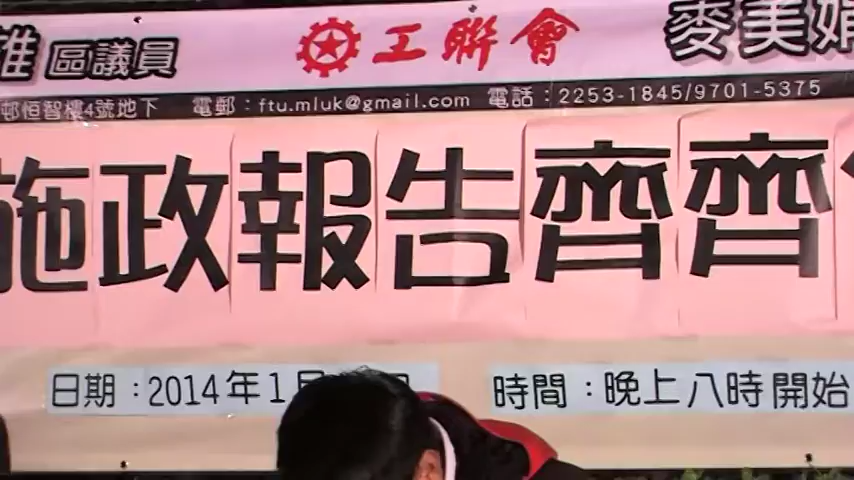 區議員 工聯會 麥美娟
恒智樓4號地下 電郵：ftu.mluk@gmail.com 電話：2253-1845/9701-5375
施政報告齊齊
日期：2014年1月 時間：晚上八時開始